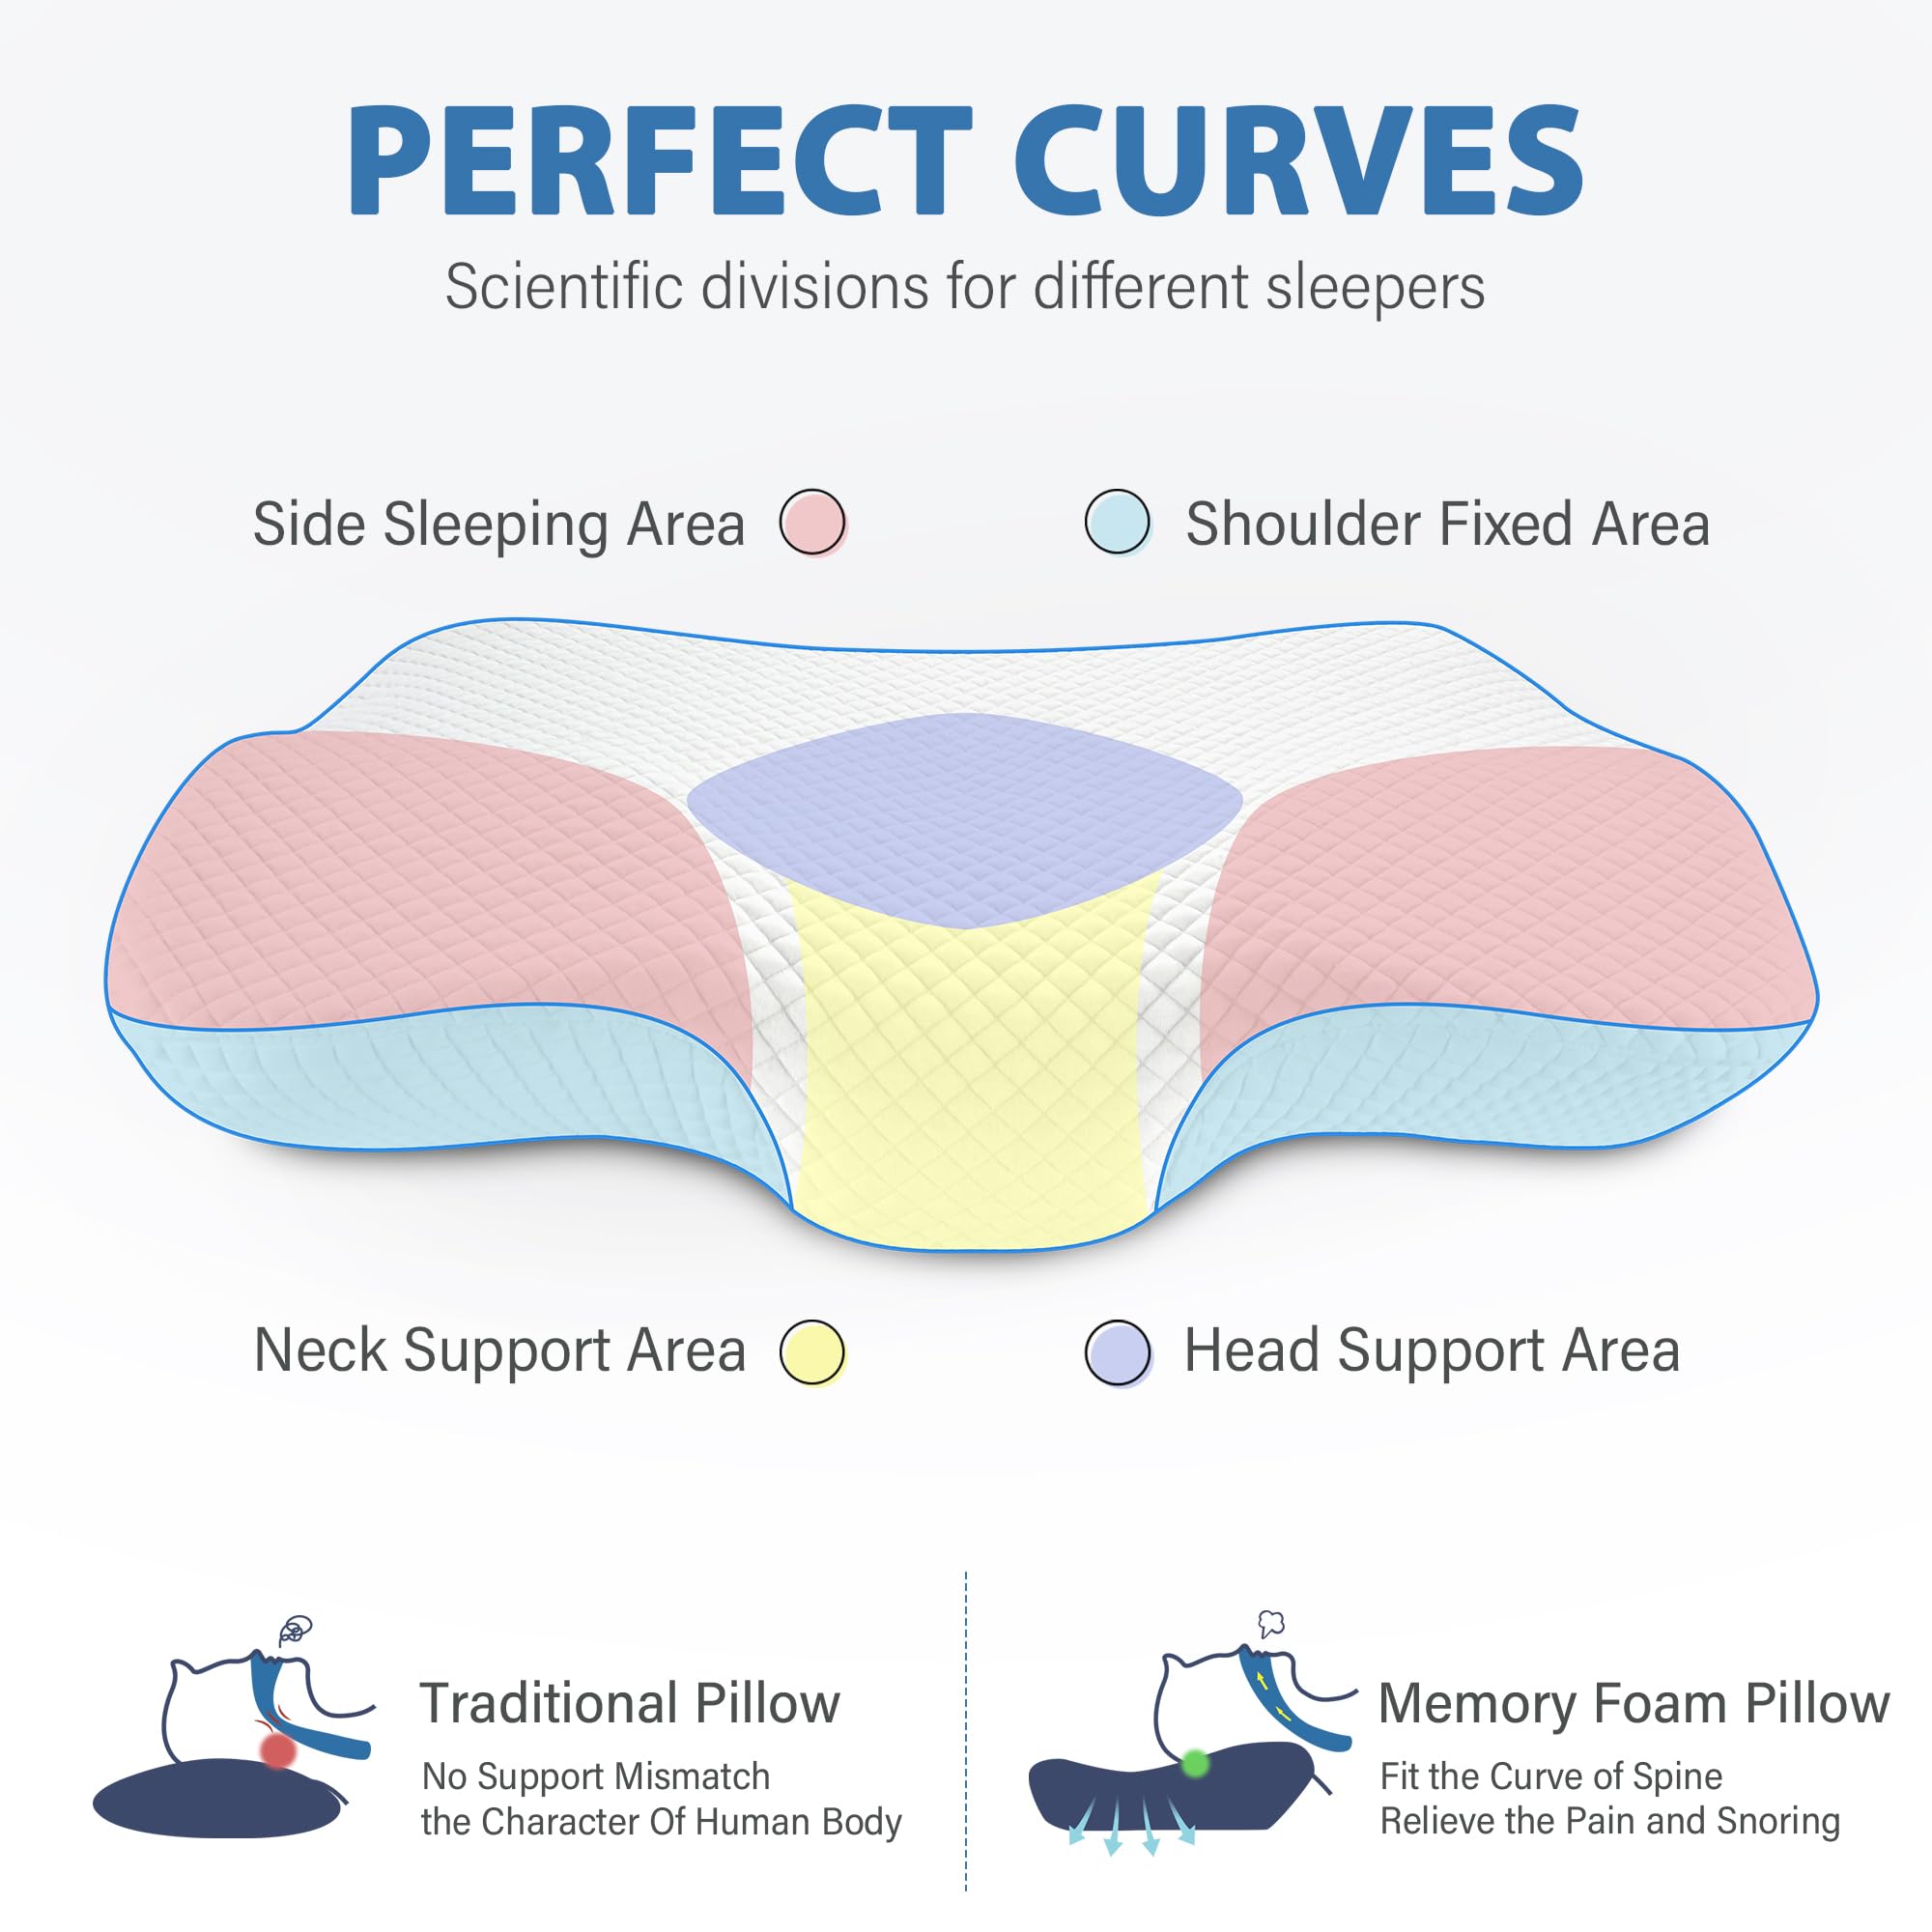 PERFECT CURVES
Scientific divisions for different sleepers
Side Sleeping Area
Shoulder Fixed Area
Neck Support Area
Head Support Area
Traditional Pillow
No Support Mismatch
the Character Of Human Body
Memory Foam Pillow
Fit the Curve of Spine
Relieve the Pain and Snoring